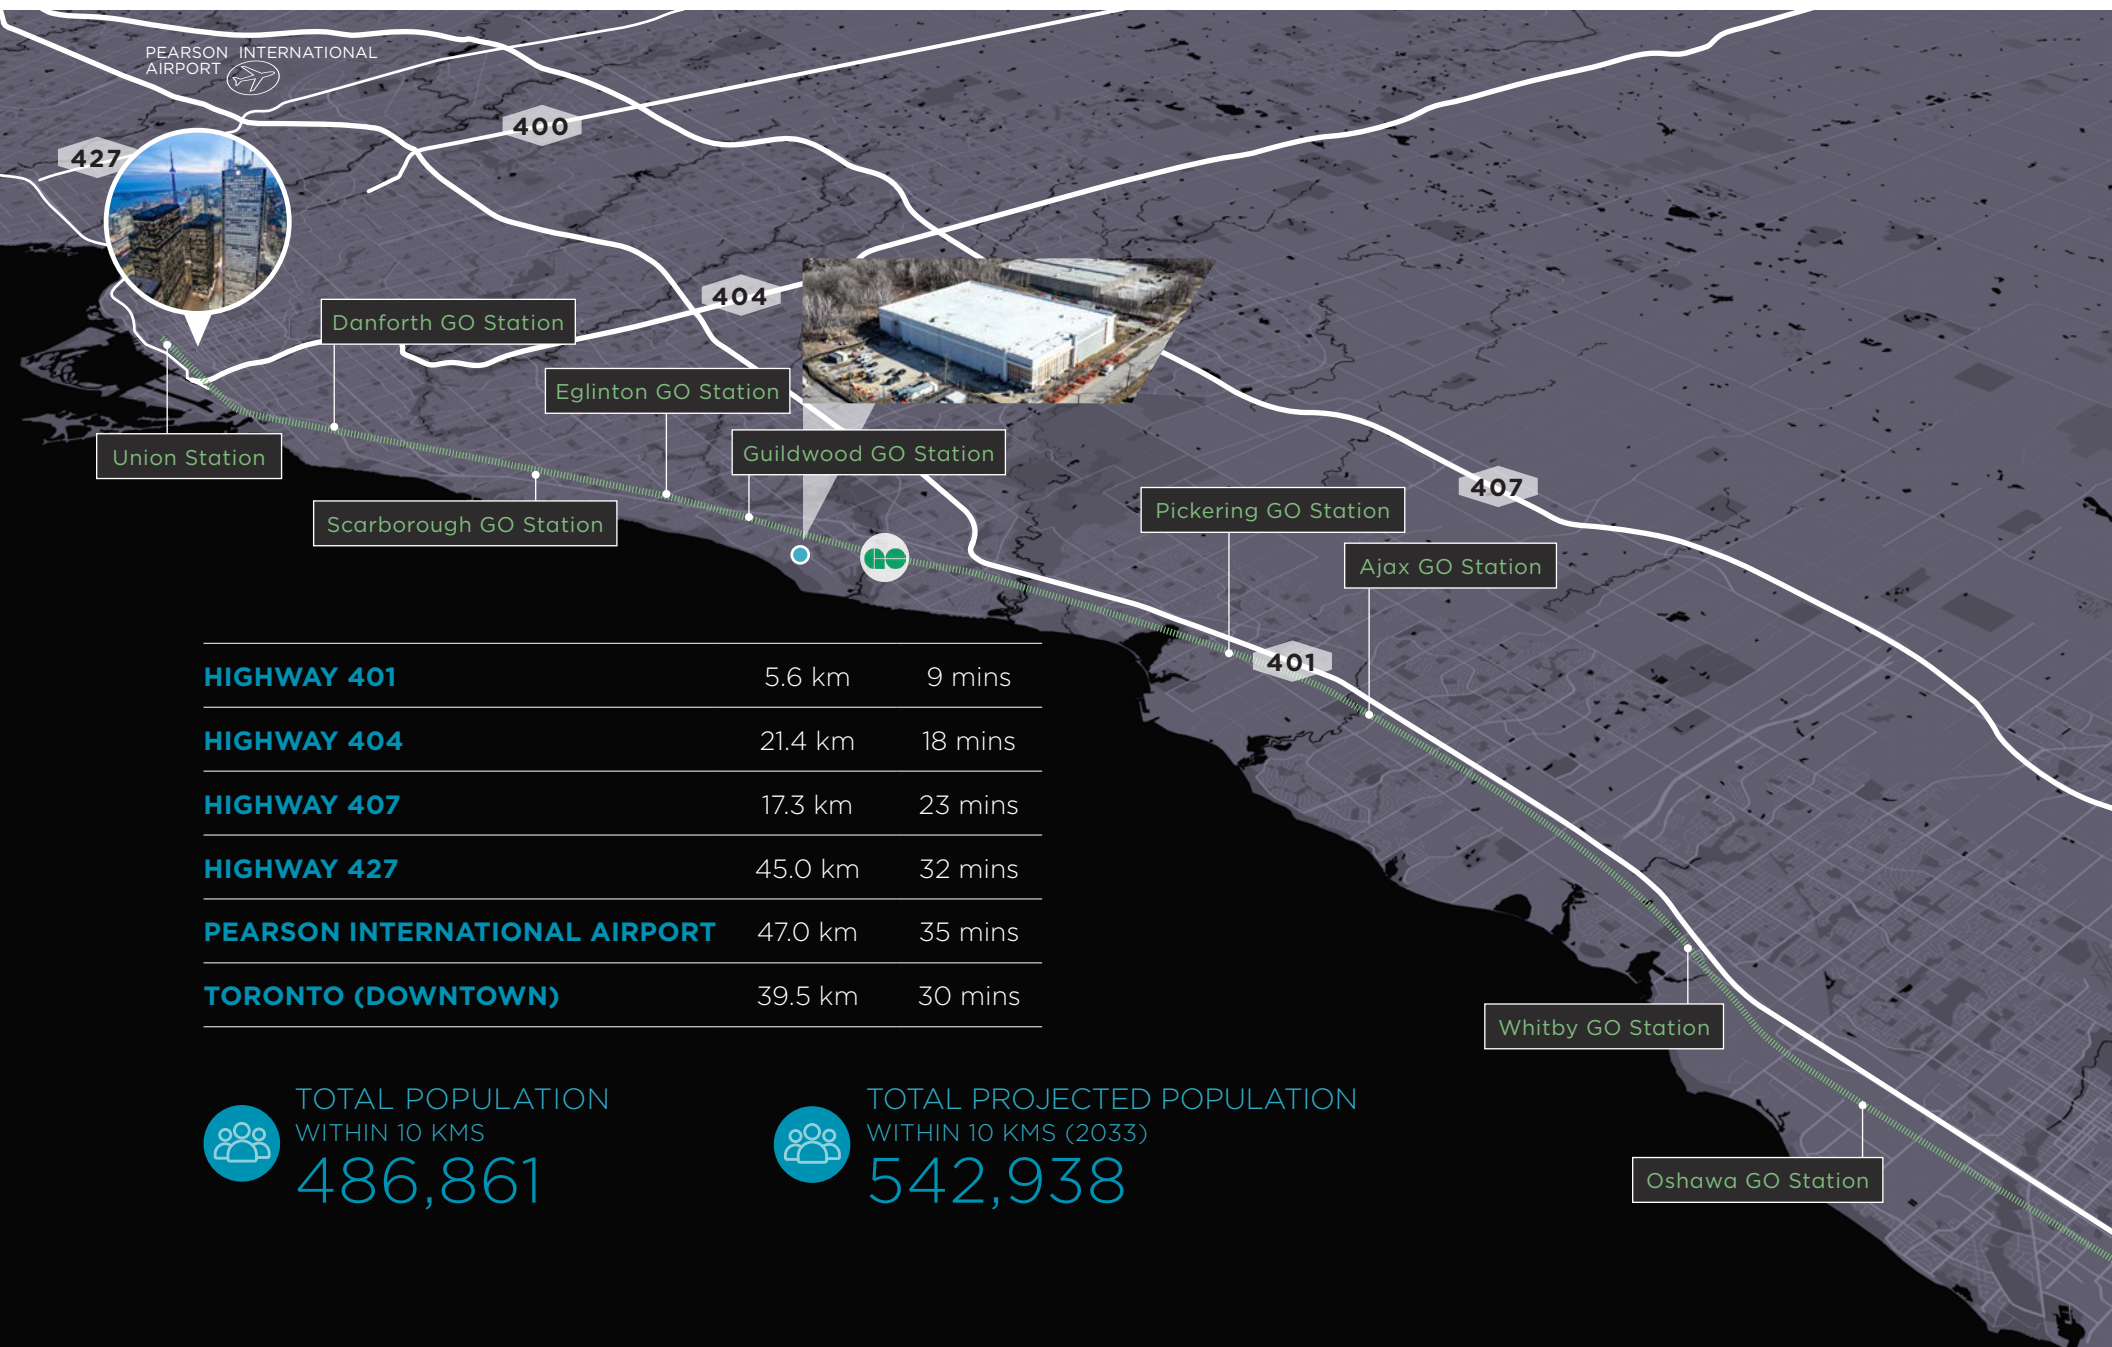 PEARSON INTERNATIONAL
AIRPORT
400
427
404
Danforth GO Station
Eglinton GO Station
Union Station
Guildwood GO Station
Scarborough GO Station
407
Pickering GO Station
Ajax GO Station
GO
401
HIGHWAY 401 5.6 km 9 mins
HIGHWAY 404 21.4 km 18 mins
HIGHWAY 407 17.3 km 23 mins
HIGHWAY 427 45.0 km 32 mins
PEARSON INTERNATIONAL AIRPORT 47.0 km 35 mins
TORONTO (DOWNTOWN) 39.5 km 30 mins
Whitby GO Station
Oshawa GO Station
TOTAL POPULATION
WITHIN 10 KMS
486,861
TOTAL PROJECTED POPULATION
WITHIN 10 KMS (2033)
542,938